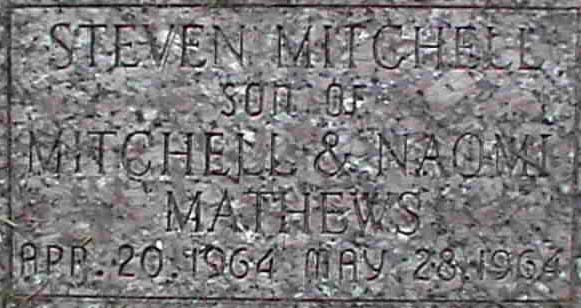 STEVEN MITCHELL
SON OF
MITCHELL & NAOMI
MATHEWS
APR. 20. 1964 MAY 28. 1964